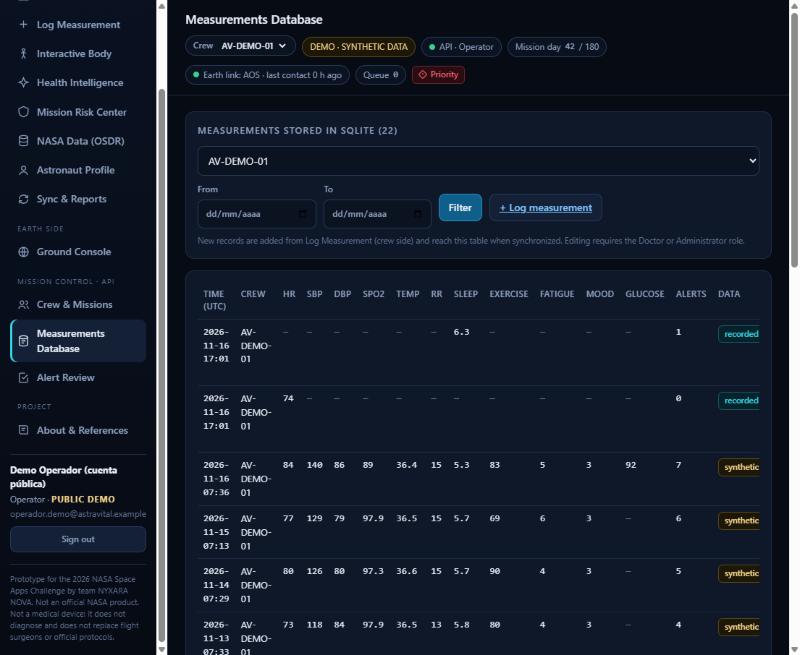 Log Measurement
Interactive Body
Health Intelligence
Mission Risk Center
NASA Data (OSDR)
Astronaut Profile
Sync & Reports
EARTH SIDE
Ground Console
MISSION CONTROL · API
Crew & Missions
Measurements
Database
Alert Review
PROJECT
About & References
Demo Operador (cuenta
pública)
Operator · PUBLIC DEMO
operador.demo@astravital.example
Sign out
Prototype for the 2026 NASA Space
Apps Challenge by team NYXARA
NOVA. Not an official NASA product.
Not a medical device: it does not
diagnose and does not replace flight
surgeons or official protocols.
Measurements Database
Crew AV-DEMO-01 DEMO · SYNTHETIC DATA API · Operator Mission day 42 / 180
Earth link: AOS · last contact 0 h ago Queue 0 Priority
MEASUREMENTS STORED IN SQLITE (22)
AV-DEMO-01
From To
dd/mm/aaaa dd/mm/aaaa Filter + Log measurement
New records are added from Log Measurement (crew side) and reach this table when synchronized. Editing requires the Doctor or Administrator role.
TIME CREW HR SBP DBP SPO2 TEMP RR SLEEP EXERCISE FATIGUE MOOD GLUCOSE ALERTS DATA
(UTC)
2026- AV- – – – – – – 6.3 – – – – 1 recorded
11-16 DEMO-
17:01 01
2026- AV- 74 – – – – – – – – – – 0 recorded
11-16 DEMO-
17:01 01
2026- AV- 84 140 86 89 36.4 15 5.3 83 5 3 92 7 synthetic
11-16 DEMO-
07:36 01
2026- AV- 77 129 79 97.9 36.5 15 5.7 69 6 3 – 6 synthetic
11-15 DEMO-
07:13 01
2026- AV- 80 126 80 97.3 36.6 15 5.7 90 4 3 – 5 synthetic
11-14 DEMO-
07:29 01
2026- AV- 73 118 84 97.9 36.5 13 5.8 80 4 3 – 4 synthetic
11-13 DEMO-
07:33 01